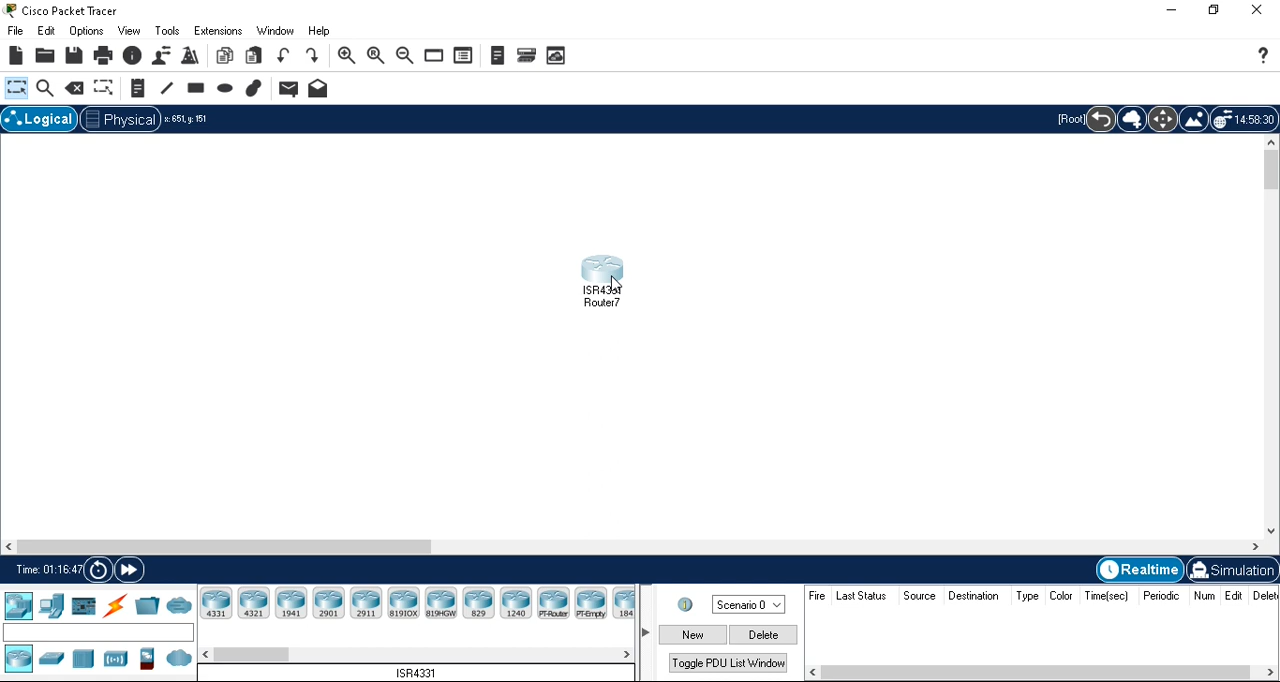 Cisco Packet Tracer
File Edit Options View Tools Extensions Window Help
Logical Physical x: 651, y: 151 [Root] 14:58:30
ISR4331
Router7
Time: 01:16:47 Realtime Simulation
4331 4321 1941 2901 2911 819IOX 819HGW 829 1240 PT-Router PT-Empty 184
ISR4331
Scenario 0
New Delete
Toggle PDU List Window
Fire Last Status Source Destination Type Color Time(sec) Periodic Num Edit Delet